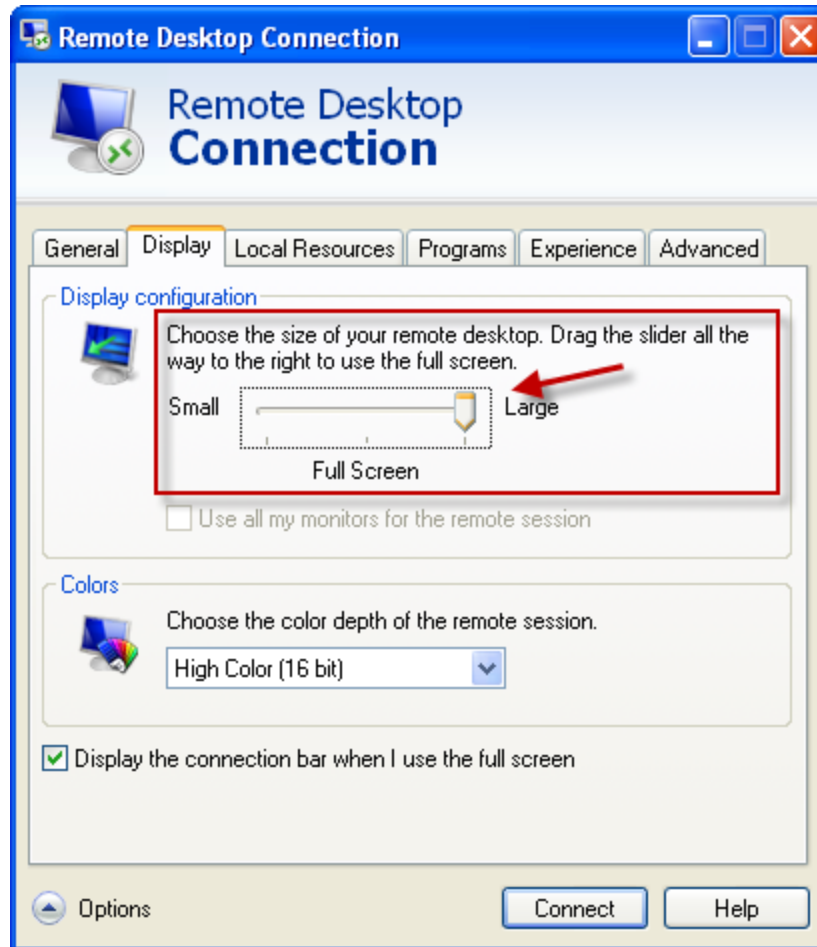 Remote Desktop Connection
Remote Desktop
Connection
General Display Local Resources Programs Experience Advanced
Display configuration
Choose the size of your remote desktop. Drag the slider all the
way to the right to use the full screen.
Small Large
Full Screen
Use all my monitors for the remote session
Colors
Choose the color depth of the remote session.
High Color (16 bit)
Display the connection bar when I use the full screen
Options Connect Help